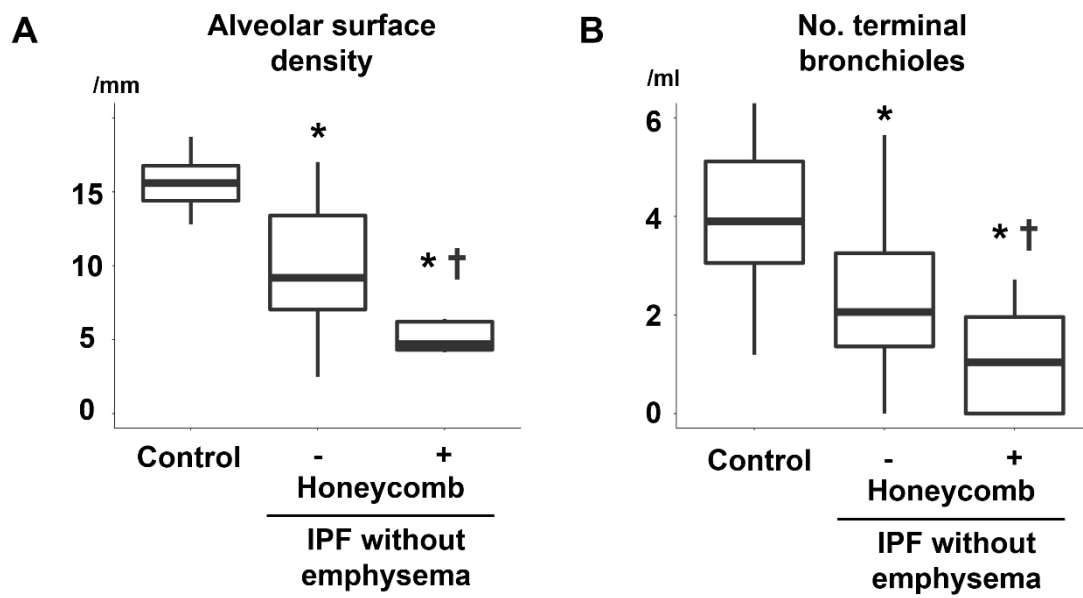 A
Alveolar surface
density
/mm
15
10
5
0
*
* †
Control
-
+
Honeycomb
IPF without
emphysema
B
No. terminal
bronchioles
/ml
6
4
2
0
*
* †
Control
-
+
Honeycomb
IPF without
emphysema